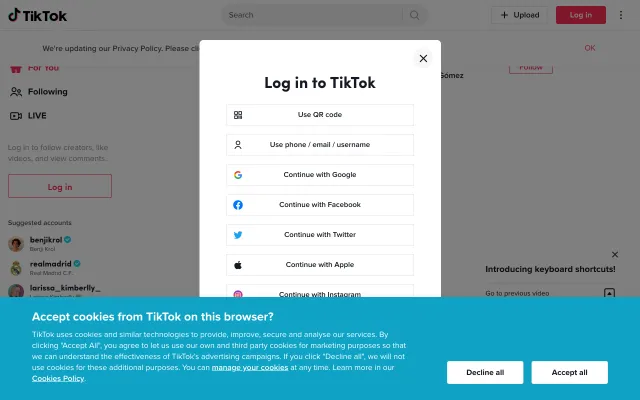 TikTok
Search
Upload
Log in
We're updating our Privacy Policy. Please
OK
For You
Following
LIVE
Log in to follow creators, like
videos, and view comments.
Log in
Suggested accounts
benjikrol
Benji Krol
realmadrid
Real Madrid C.F.
larissa_kimberlly_
Follow
Log in to TikTok
Use QR code
Use phone / email / username
Continue with Google
Continue with Facebook
Continue with Twitter
Continue with Apple
Continue with Instagram
Introducing keyboard shortcuts!
Go to previous video
Accept cookies from TikTok on this browser?
TikTok uses cookies and similar technologies to provide, improve, secure and analyse our services. By
clicking "Accept All", you agree to let us use our own and third party cookies for marketing purposes so that
we can understand the effectiveness of TikTok's advertising campaigns. If you click "Decline all", we will not
use cookies for these additional purposes. You can manage your cookies at any time. Learn more in our
Cookies Policy.
Decline all
Accept all